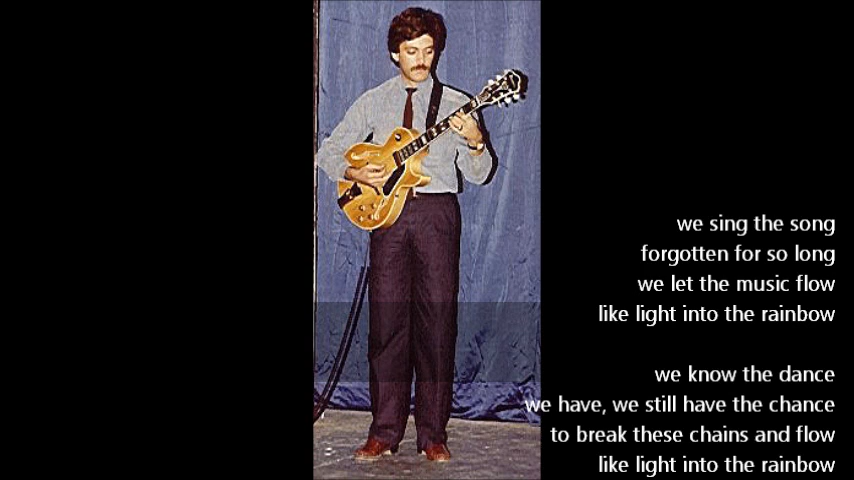 we sing the song
forgotten for so long
we let the music flow
like light into the rainbow
we know the dance
we have, we still have the chance
to break these chains and flow
like light into the rainbow